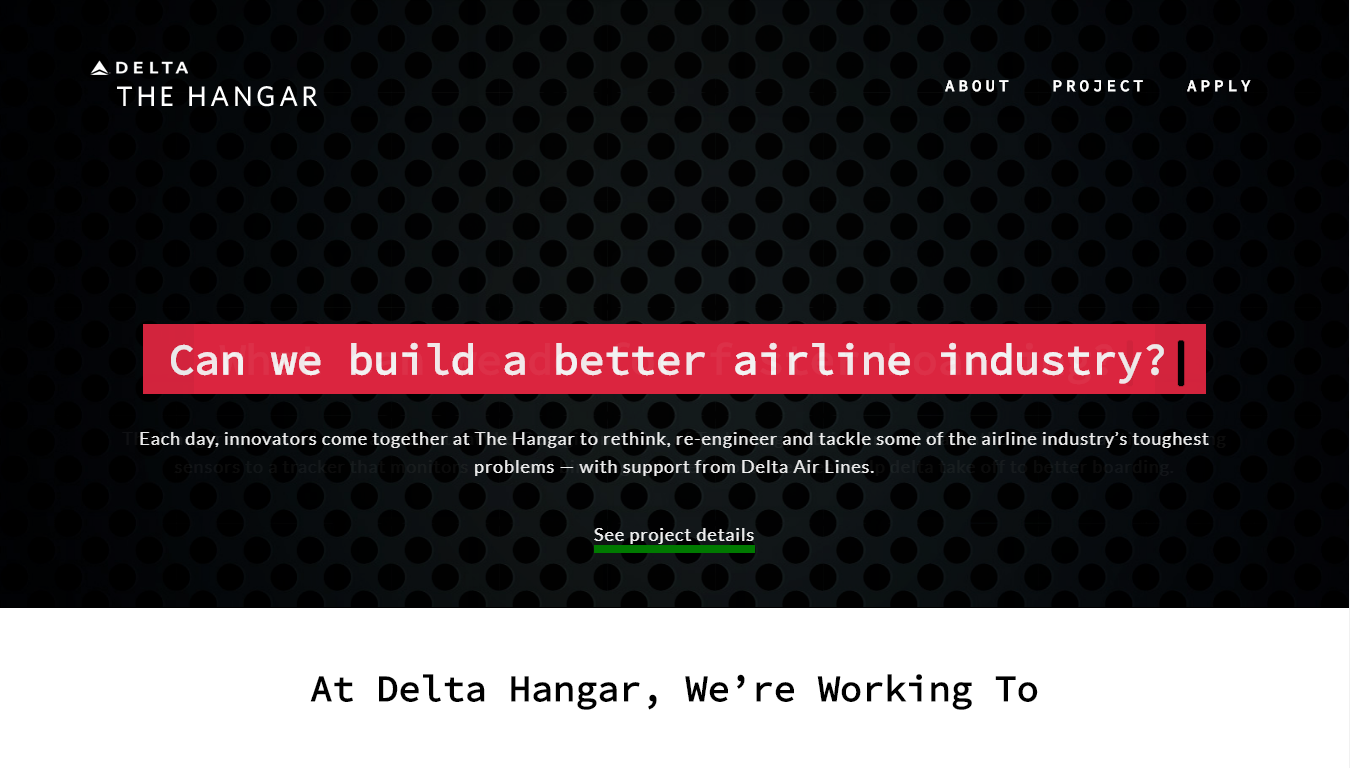 DELTA
THE HANGAR
ABOUT PROJECT APPLY
Can we build a better airline industry?
Each day, innovators come together at The Hangar to rethink, re-engineer and tackle some of the airline industry’s toughest
problems — with support from Delta Air Lines.
See project details
At Delta Hangar, We’re Working To